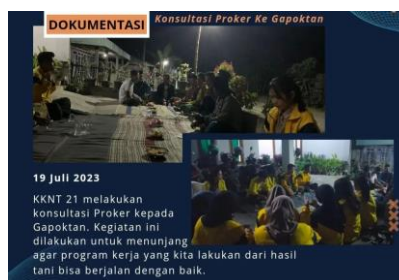 DOKUMENTASI
Konsultasi Proker Ke Gapoktan
19 Juli 2023
KKNT 21 melakukan
konsultasi Proker kepada
Gapoktan. Kegiatan ini
dilakukan untuk menunjang
agar program kerja yang kita lakukan dari hasil
tani bisa berjalan dengan baik.